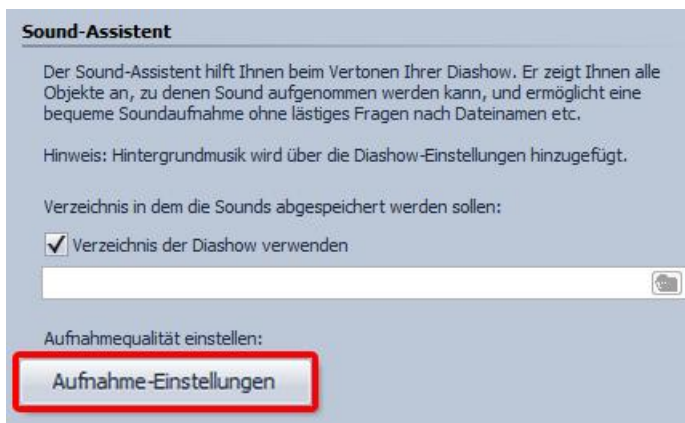 Sound-Assistent
Der Sound-Assistent hilft Ihnen beim Vertonen Ihrer Diashow. Er zeigt Ihnen alle
Objekte an, zu denen Sound aufgenommen werden kann, und ermöglicht eine
bequeme Soundaufnahme ohne lästiges Fragen nach Dateinamen etc.
Hinweis: Hintergrundmusik wird über die Diashow-Einstellungen hinzugefügt.
Verzeichnis in dem die Sounds abgespeichert werden sollen:
Verzeichnis der Diashow verwenden
Aufnahmequalität einstellen:
Aufnahme-Einstellungen